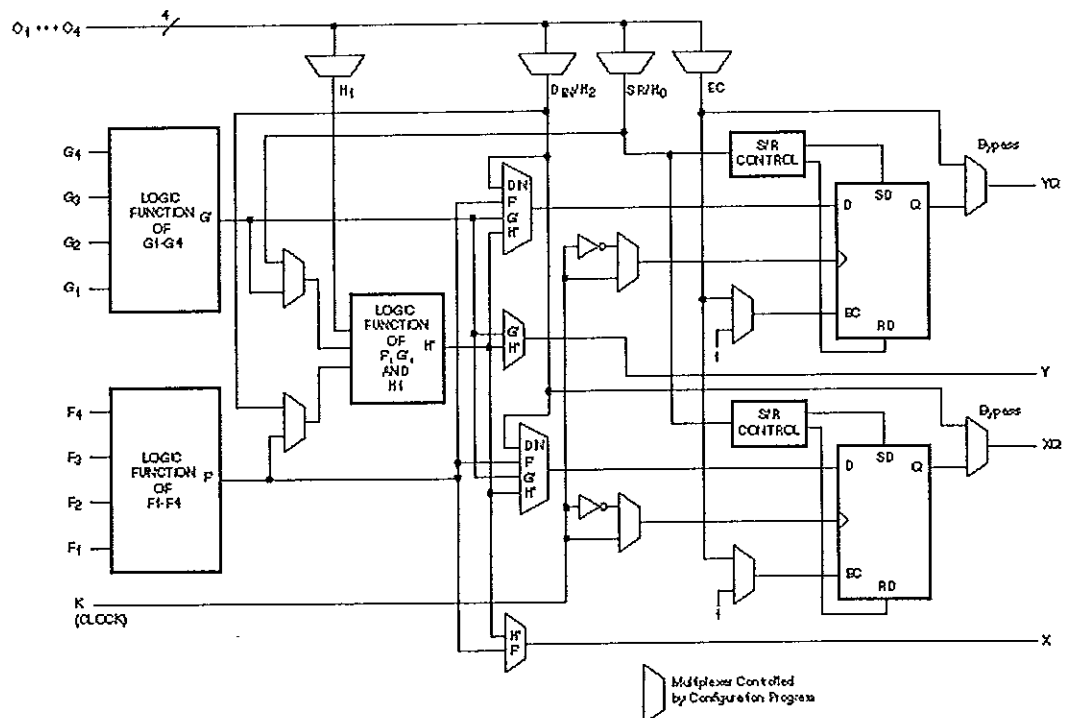 4
C1 ••• C4
H1
DIN/H2
SR/H0
EC
G4
G3
G2
G1
LOGIC
FUNCTION
OF
G1-G4
G'
S/R
CONTROL
Bypass
DIN
F'
G'
H'
D
SD
Q
YQ
LOGIC
FUNCTION
OF
F', G',
AND
H1
H'
G'
H'
EC
RD
1
Y
F4
F3
F2
F1
LOGIC
FUNCTION
OF
F1-F4
F'
S/R
CONTROL
Bypass
DIN
F'
G'
H'
D
SD
Q
XQ
EC
RD
1
K
(CLOCK)
H'
F'
X
Multiplexer Controlled
by Configuration Program